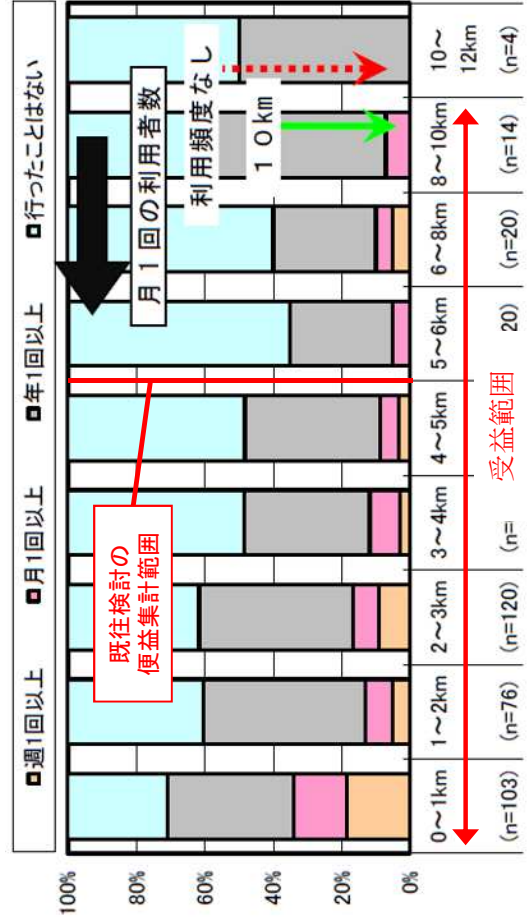 ■週1回以上 ■月1回以上 ■年1回以上 ■行ったことはない
100%
80%
60%
40%
20%
0%
既往検討の
便益集計範囲
月1回の利用者数
利用頻度なし
10km
0～1km
(n=103)
1～2km
(n=76)
2～3km
(n=120)
3～4km
(n=
4～5km
5～6km
20)
6～8km
(n=20)
8～10km
(n=14)
10～
12km
(n=4)
受益範囲